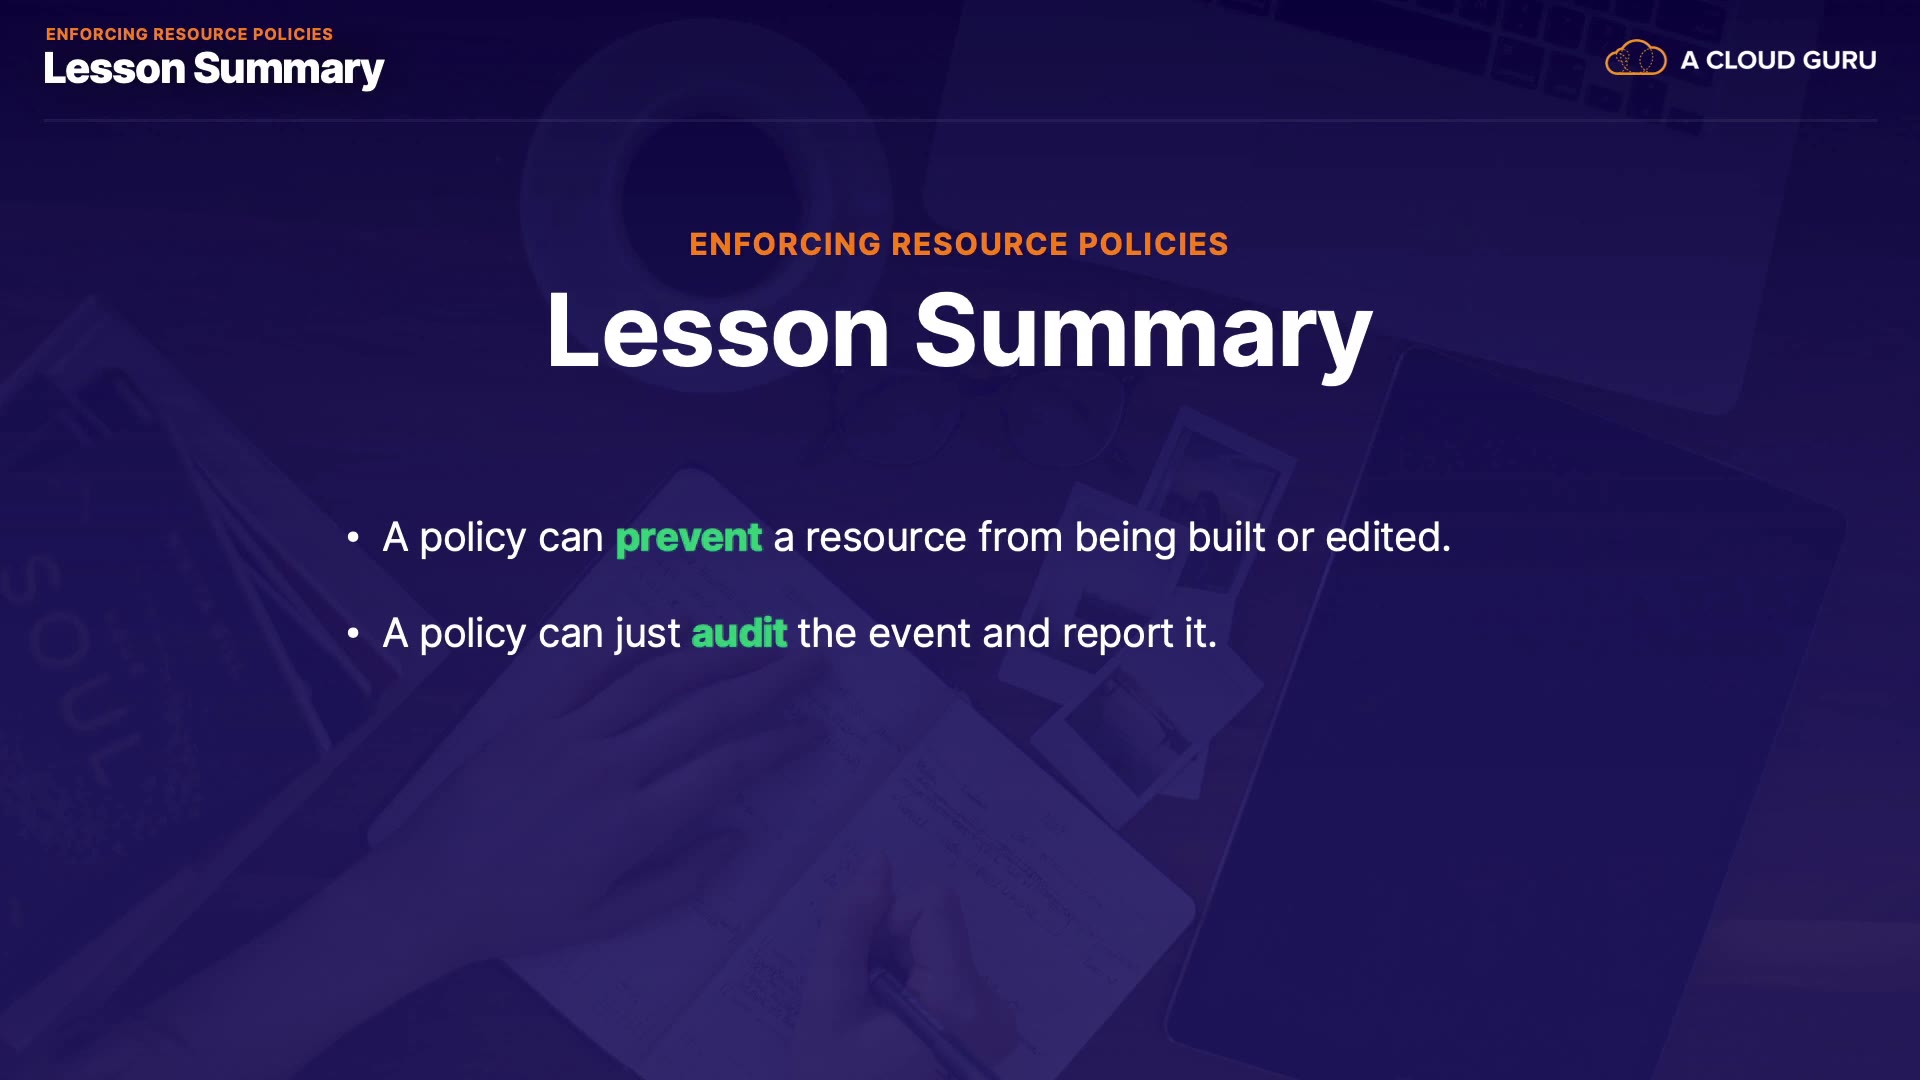 ENFORCING RESOURCE POLICIES
Lesson Summary
A CLOUD GURU
ENFORCING RESOURCE POLICIES
Lesson Summary
• A policy can prevent a resource from being built or edited.
• A policy can just audit the event and report it.
SOUL